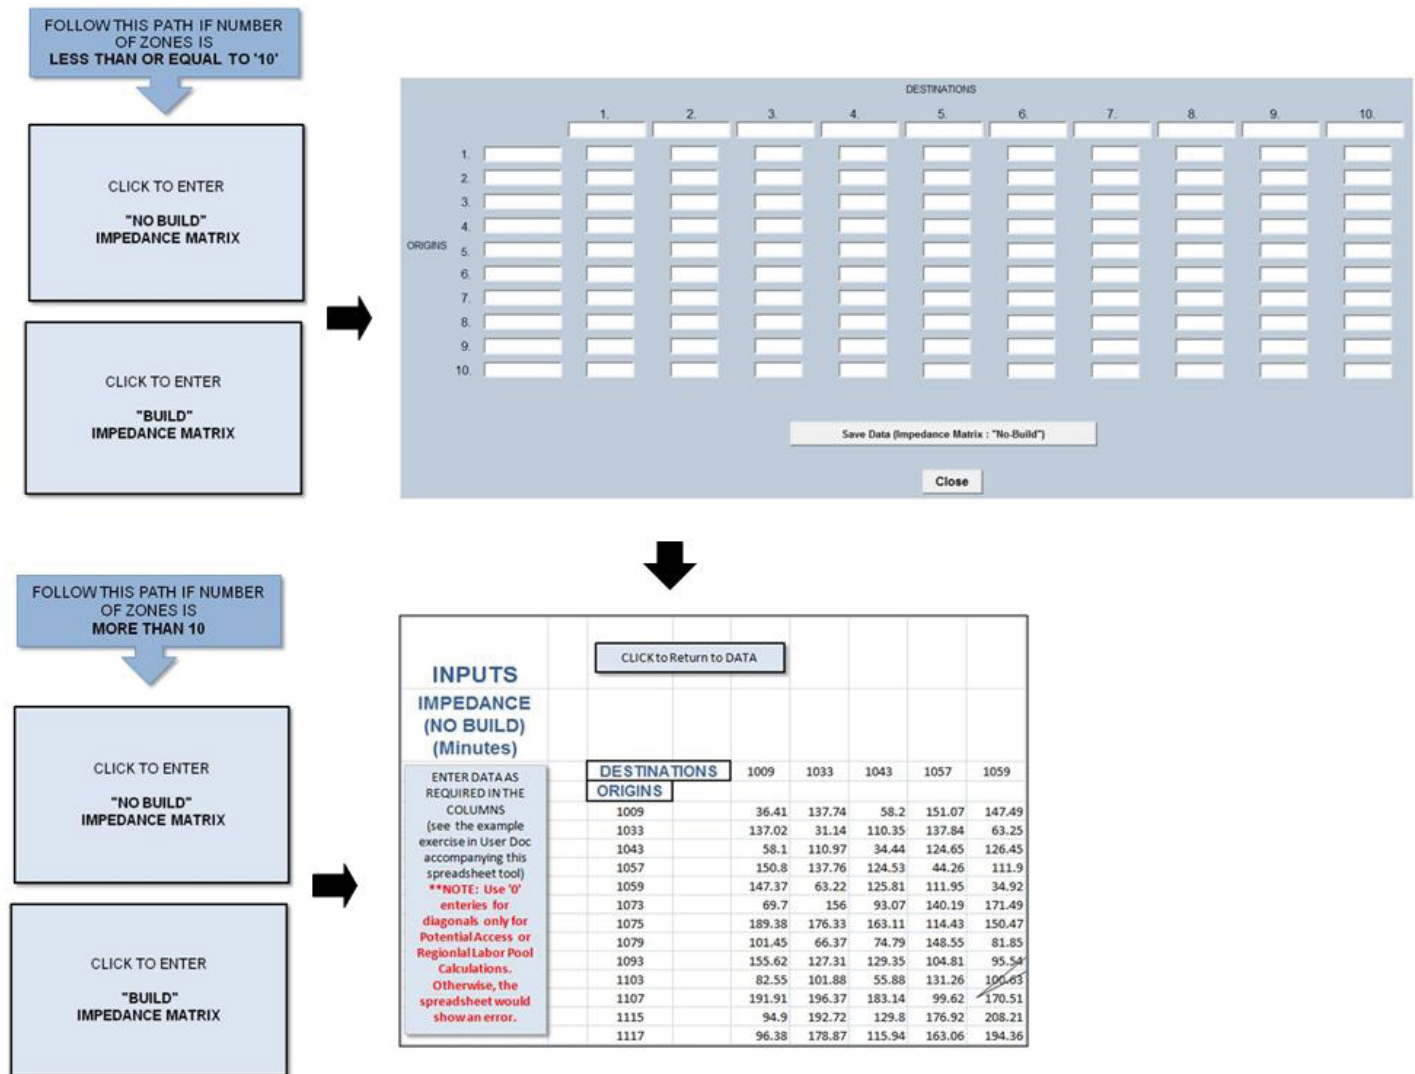 FOLLOW THIS PATH IF NUMBER
OF ZONES IS
LESS THAN OR EQUAL TO '10'
CLICK TO ENTER
"NO BUILD"
IMPEDANCE MATRIX
CLICK TO ENTER
"BUILD"
IMPEDANCE MATRIX
DESTINATIONS
1. 2. 3. 4. 5. 6. 7. 8. 9. 10.
1.
2.
3.
4.
ORIGINS 5.
6.
7.
8.
9.
10.
Save Data (Impedance Matrix : "No-Build")
Close
FOLLOW THIS PATH IF NUMBER
OF ZONES IS
MORE THAN 10
CLICK TO ENTER
"NO BUILD"
IMPEDANCE MATRIX
CLICK TO ENTER
"BUILD"
IMPEDANCE MATRIX
CLICK to Return to DATA
INPUTS
IMPEDANCE
(NO BUILD)
(Minutes)
ENTER DATA AS
REQUIRED IN THE
COLUMNS
(see the example
exercise in User Doc
accompanying this
spreadsheet tool)
**NOTE: Use '0'
enteries for
diagonals only for
Potential Access or
Regionlal Labor Pool
Calculations.
Otherwise, the
spreadsheet would
show an error.
DESTINATIONS 1009 1033 1043 1057 1059
ORIGINS
1009 36.41 137.74 58.2 151.07 147.49
1033 137.02 31.14 110.35 137.84 63.25
1043 58.1 110.97 34.44 124.65 126.45
1057 150.8 137.76 124.53 44.26 111.9
1059 147.37 63.22 125.81 111.95 34.92
1073 69.7 156 93.07 140.19 171.49
1075 189.38 176.33 163.11 114.43 150.47
1079 101.45 66.37 74.79 148.55 81.85
1093 155.62 127.31 129.35 104.81 95.54
1103 82.55 101.88 55.88 131.26 100.63
1107 191.91 196.37 183.14 99.62 170.51
1115 94.9 192.72 129.8 176.92 208.21
1117 96.38 178.87 115.94 163.06 194.36